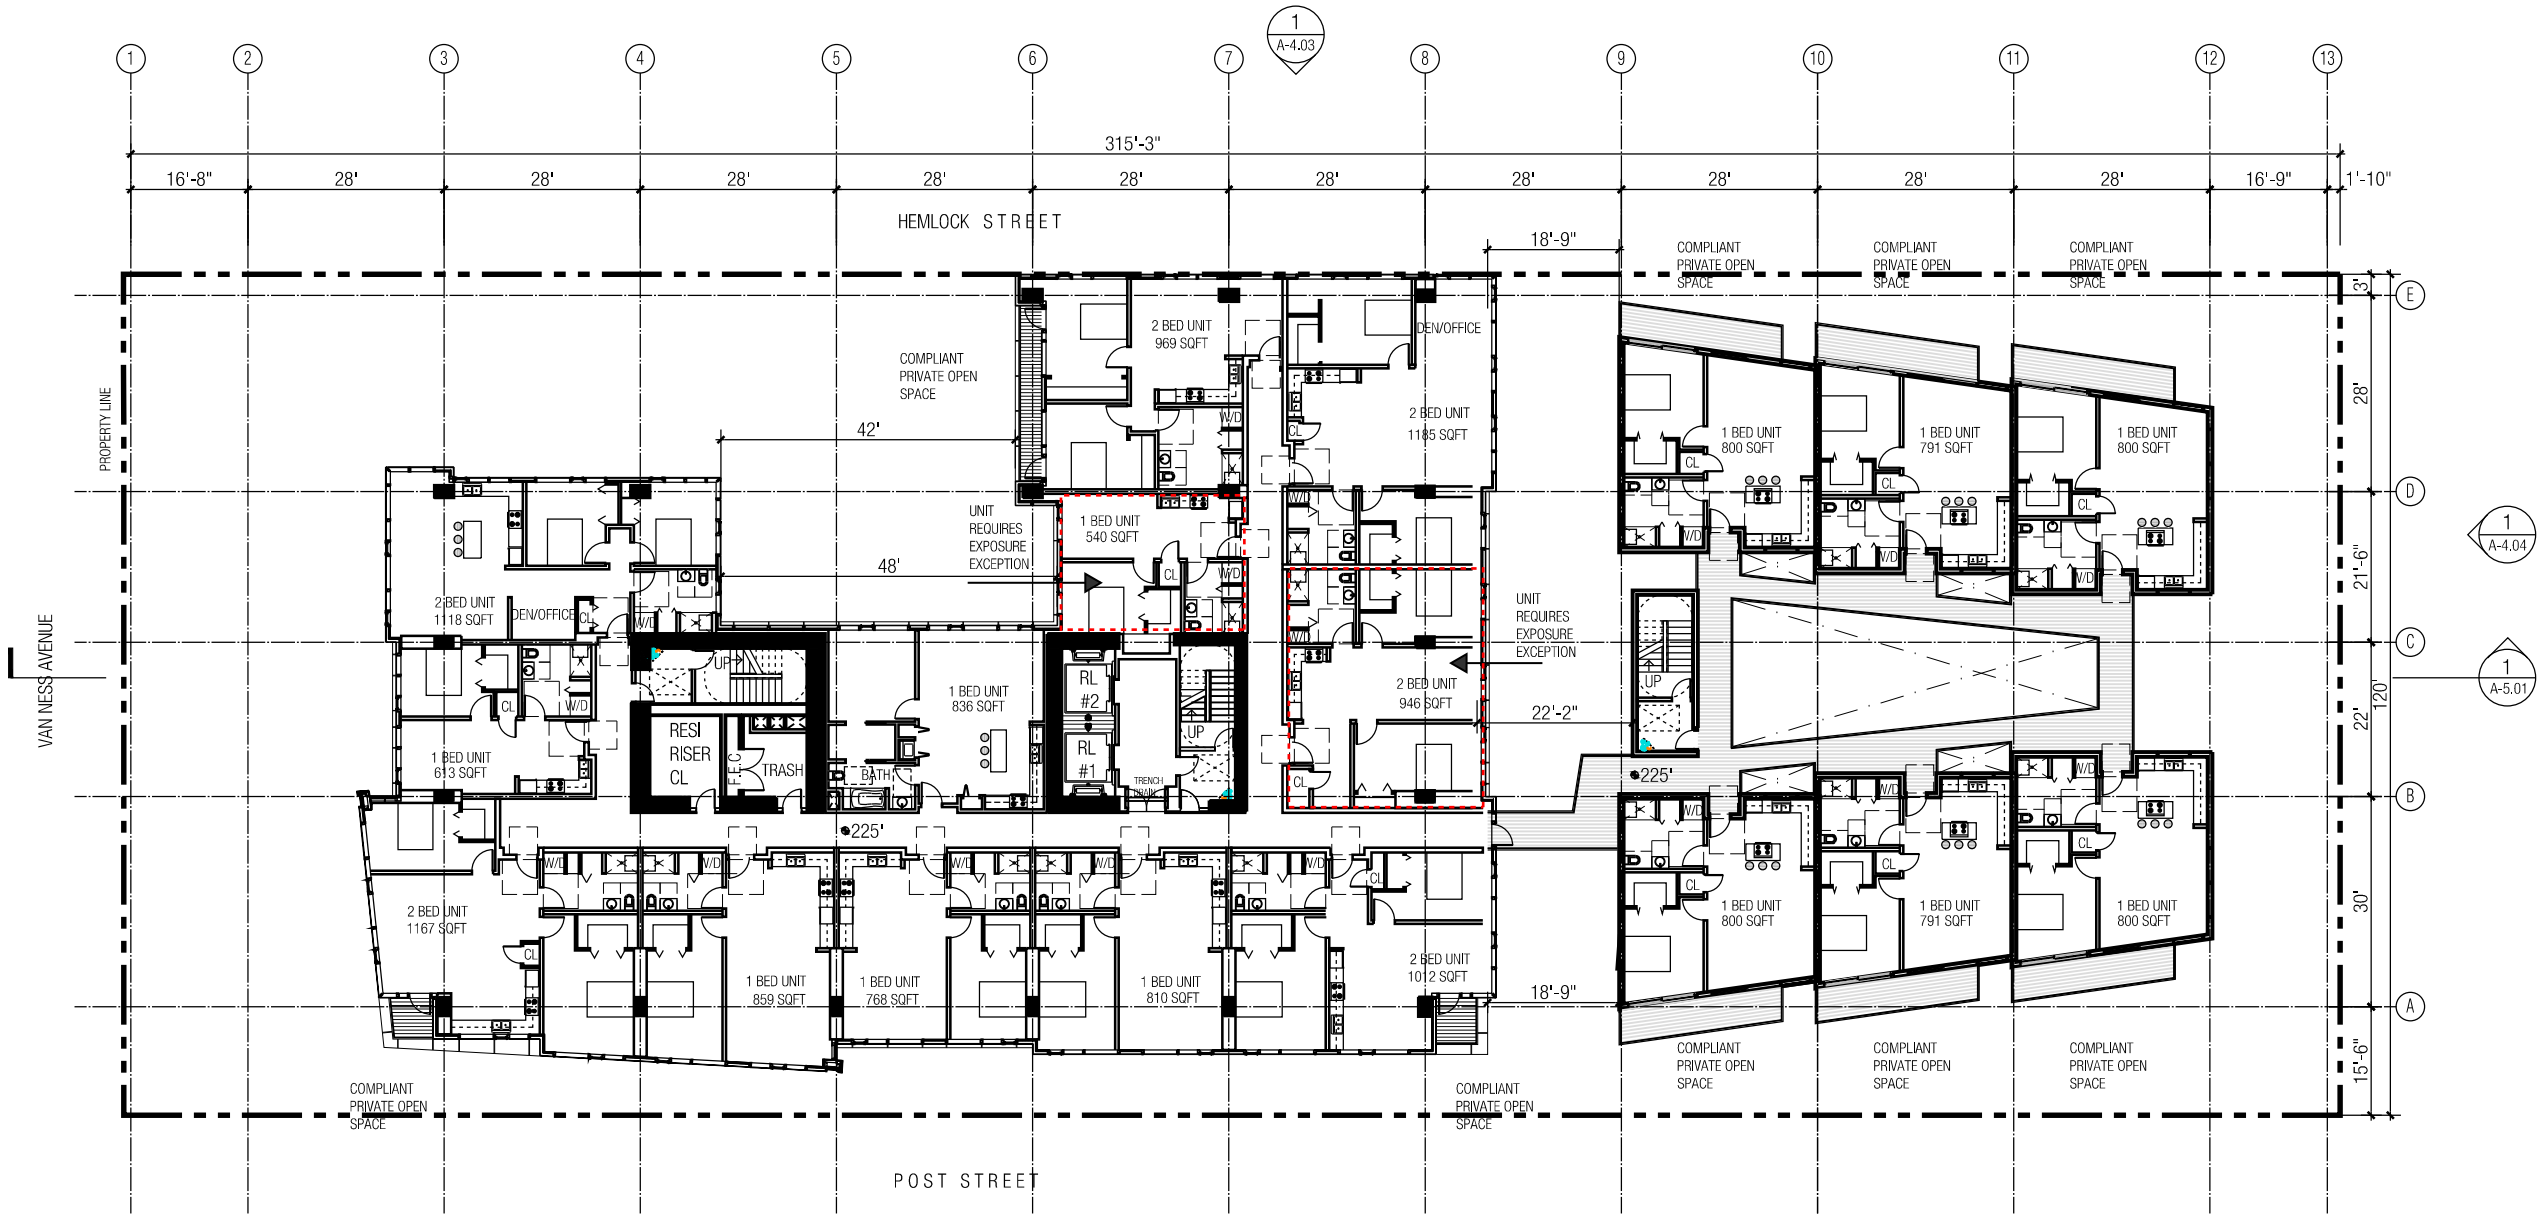 1
A-4.03
1
2
3
4
5
6
7
8
9
10
11
12
13
315'-3"
16'-8"
28'
28'
28'
28'
28'
28'
28'
28'
28'
28'
16'-9"
1'-10"
HEMLOCK STREET
18'-9"
COMPLIANT
PRIVATE OPEN
SPACE
COMPLIANT
PRIVATE OPEN
SPACE
COMPLIANT
PRIVATE OPEN
SPACE
3'
E
2 BED UNIT
969 SQFT
DEN/OFFICE
COMPLIANT
PRIVATE OPEN
SPACE
PROPERTY LINE
28'
42'
W/D
CL
2 BED UNIT
1185 SQFT
1 BED UNIT
800 SQFT
CL
1 BED UNIT
791 SQFT
CL
1 BED UNIT
800 SQFT
CL
D
UNIT
REQUIRES
EXPOSURE
EXCEPTION
1 BED UNIT
540 SQFT
W/D
W/D
W/D
W/D
1
A-4.04
48'
CL
W/D
W/D
21'-6"
2 BED UNIT
1118 SQFT
DEN/OFFICE
CL
W/D
UNIT
REQUIRES
EXPOSURE
EXCEPTION
C
VAN NESS AVENUE
UP
CL
W/D
1 BED UNIT
836 SQFT
RL
#2
UP
2 BED UNIT
946 SQFT
UP
1
A-5.01
120'
22'
22'-2"
RESI
RISER
CL
F.E.C
TRASH
BATH
RL
#1
TRENCH
DRAIN
CL
1 BED UNIT
613 SQFT
225'
W/D
W/D
W/D
B
225'
W/D
W/D
W/D
W/D
W/D
CL
CL
CL
CL
2 BED UNIT
1167 SQFT
CL
1 BED UNIT
800 SQFT
1 BED UNIT
791 SQFT
1 BED UNIT
800 SQFT
30'
1 BED UNIT
859 SQFT
1 BED UNIT
768 SQFT
1 BED UNIT
810 SQFT
2 BED UNIT
1012 SQFT
18'-9"
A
15'-6"
COMPLIANT
PRIVATE OPEN
SPACE
COMPLIANT
PRIVATE OPEN
SPACE
COMPLIANT
PRIVATE OPEN
SPACE
COMPLIANT
PRIVATE OPEN
SPACE
COMPLIANT
PRIVATE OPEN
SPACE
POST STREET